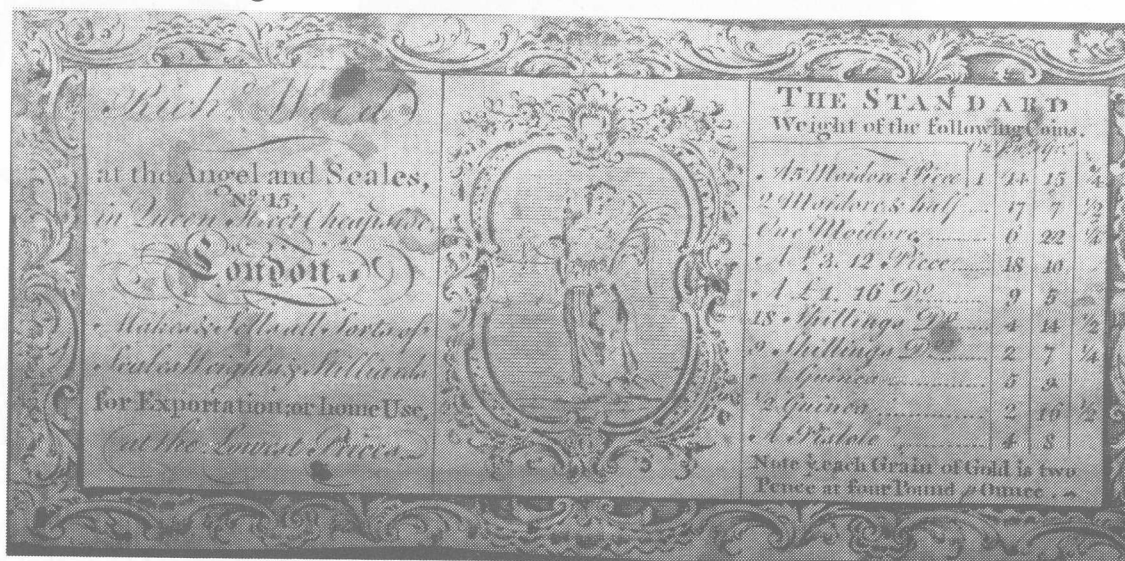 Richd. Wood
at the Angel and Scales,
No. 15,
in Queen Street Cheapside,
London.
Makes & Sells all Sorts of
Scales Weights & Stilliards
for Exportation; or home Use,
at the Lowest Prices.
THE STANDARD
Weight of the following Coins.
Oz pw grs
A 5 Moidore Piece 1 14 15 ¼
2 Moidore & half 17 7 ½
One Moidore 6 22 ¼
A £3. 12 Piece 18 10
A £1. 16 Do. 9 5
18 Shillings Do. 4 14 ½
9 Shillings Do. 2 7 ¼
A Guinea 5 9
½ Guinea 2 16 ½
A Pistole 4 8
Note each Grain of Gold is two
Pence at four Pound Ounce.